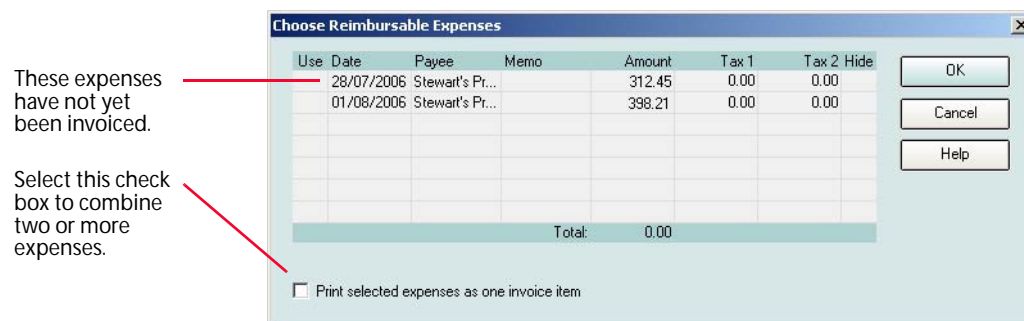 Choose Reimbursable Expenses
Use Date Payee Memo Amount Tax 1 Tax 2 Hide
28/07/2006 Stewart's Pr... 312.45 0.00 0.00
01/08/2006 Stewart's Pr... 398.21 0.00 0.00
Total: 0.00
Print selected expenses as one invoice item
OK
Cancel
Help
These expenses
have not yet
been invoiced.
Select this check
box to combine
two or more
expenses.